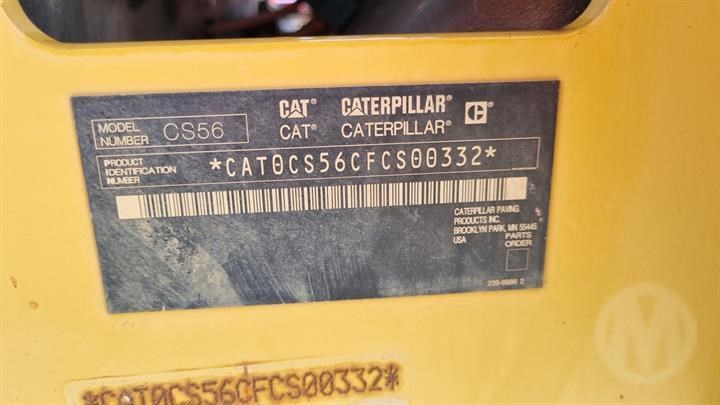 CAT® CATERPILLAR® C®
CAT® CATERPILLAR®
MODEL NUMBER CS56
PRODUCT IDENTIFICATION NUMBER *CAT0CS56CFCS00332*
CATERPILLAR PAVING
PRODUCTS INC.
BROOKLYN PARK, MN 55445
USA
PARTS
ORDER
*CAT0CS56CFCS00332*
M